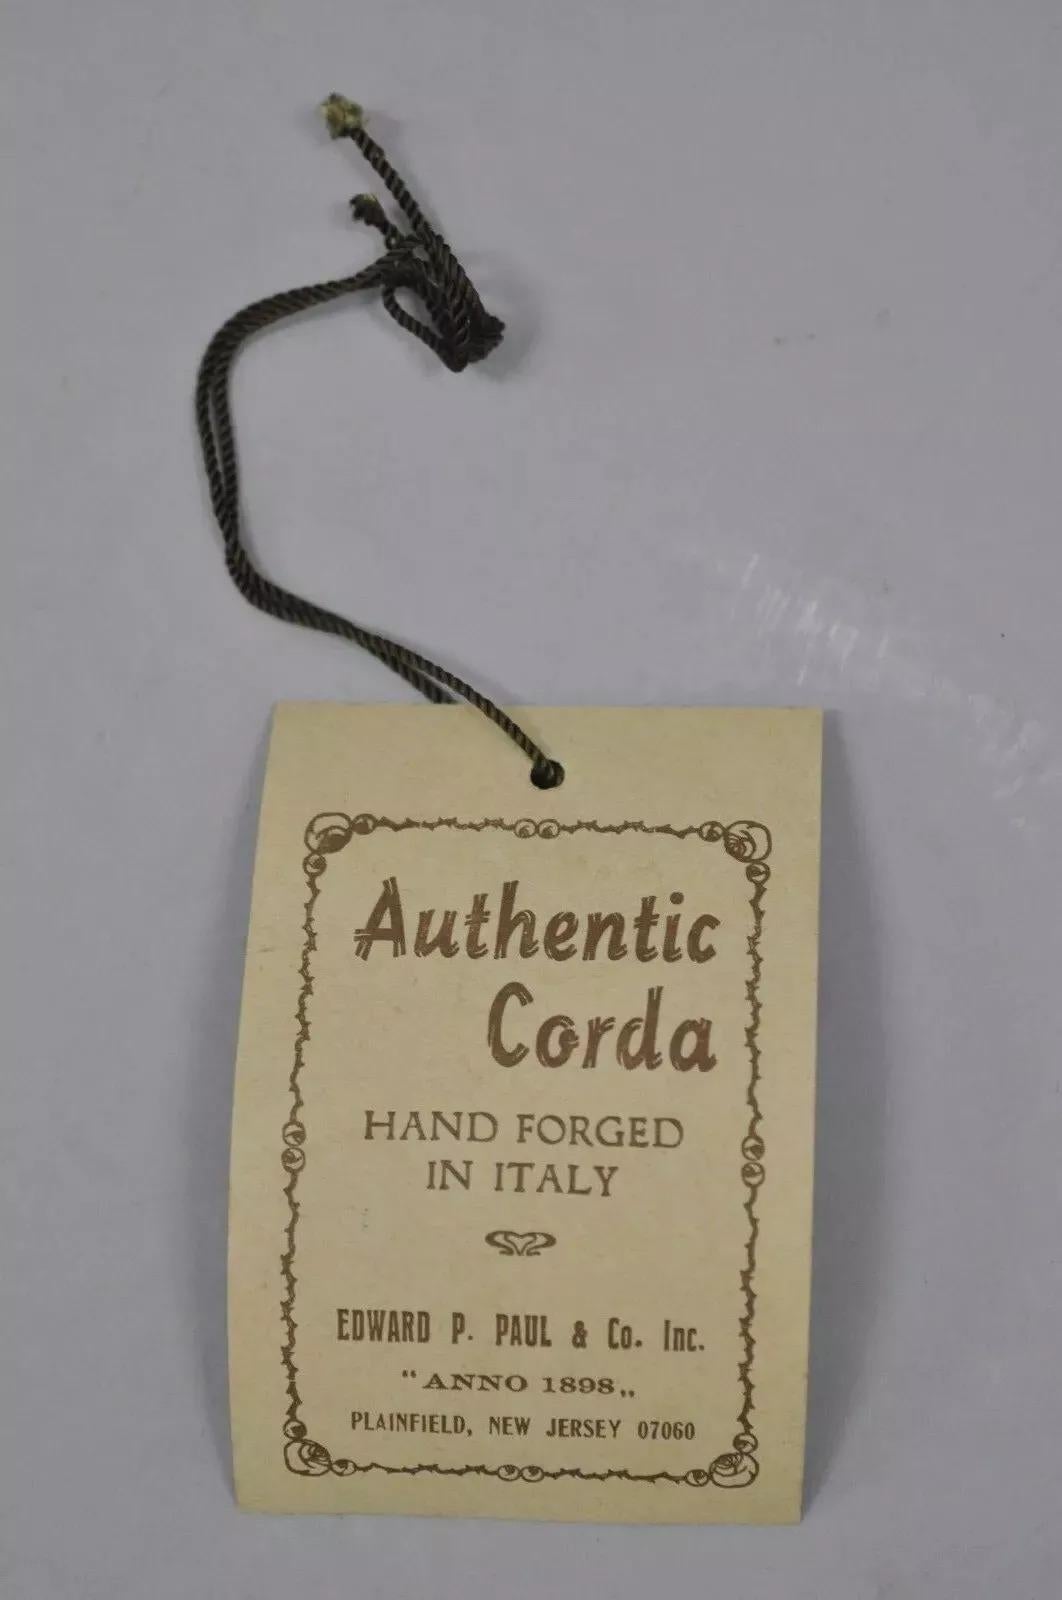 Authentic
Corda
HAND FORGED
IN ITALY
EDWARD P. PAUL & Co. Inc.
“ANNO 1898„
PLAINFIELD, NEW JERSEY 07060